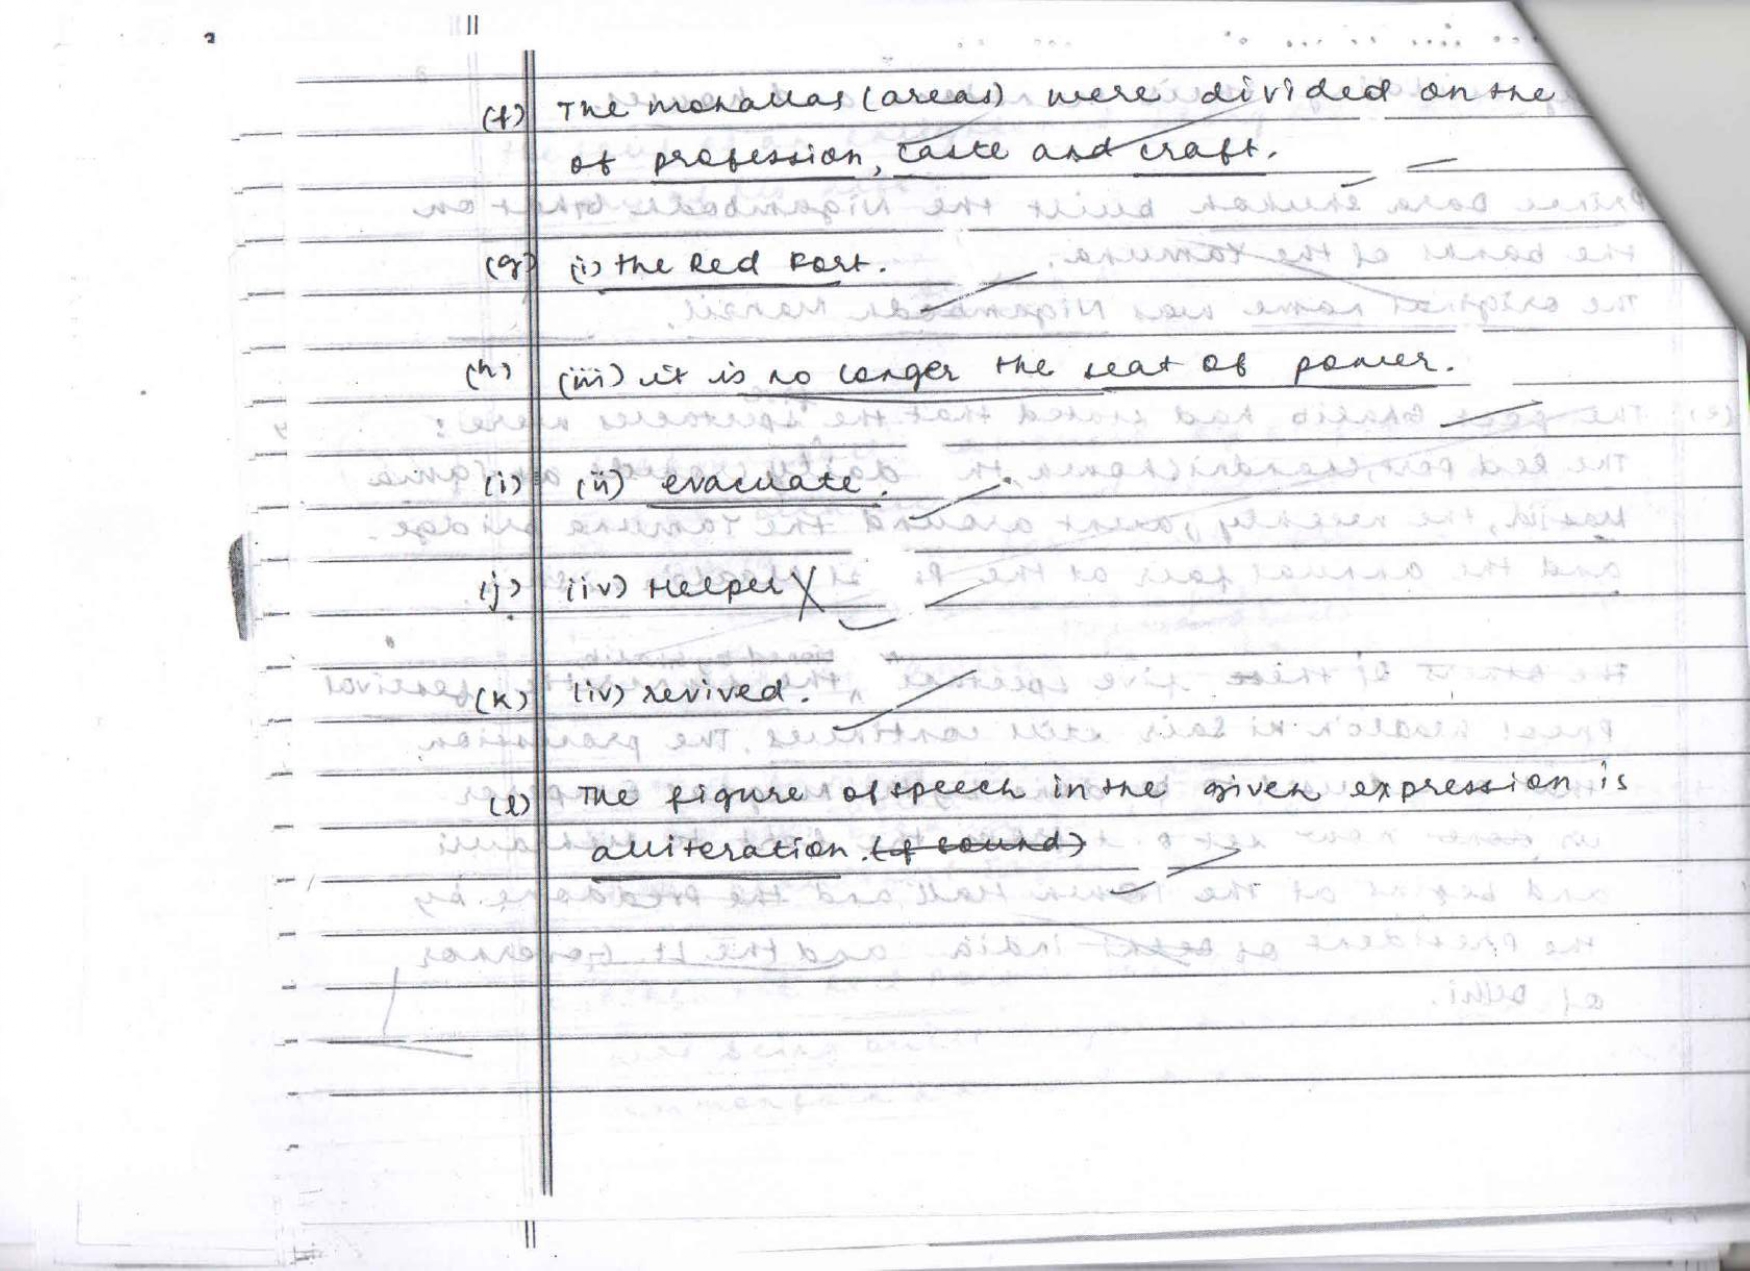 (f) The mohallas (areas) were divided on the
of profession, caste and craft.
(g) (i) the Red Fort.
(h) (iii) it is no longer the seat of power.
(i) (ii) evacuate.
(j) (iv) Helper
(k) (iv) revived.
(l) The figure of speech in the given expression is
alliteration. (of sound)